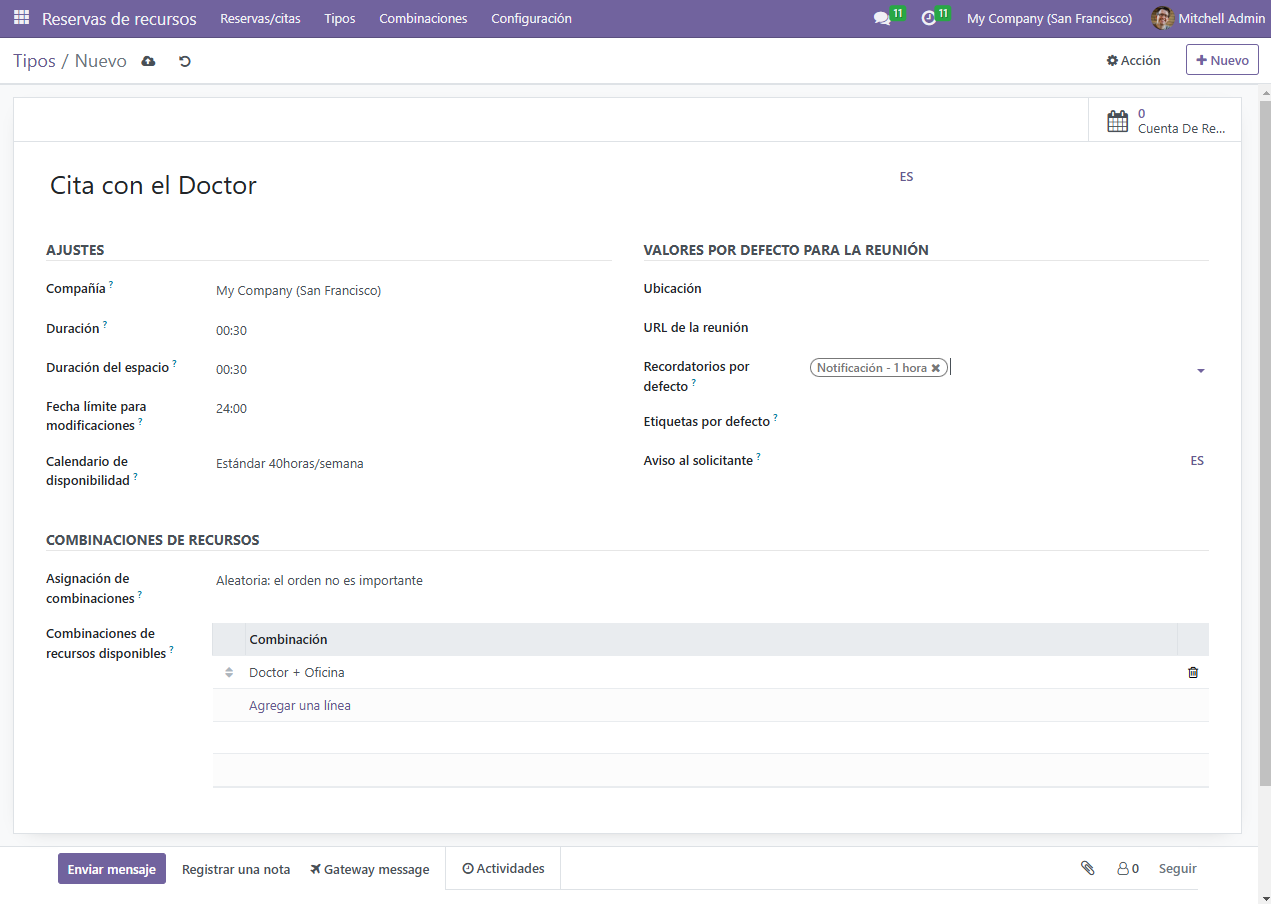 Reservas de recursos Reservas/citas Tipos Combinaciones Configuración 11 11 My Company (San Francisco) Mitchell Admin
Tipos / Nuevo Acción Nuevo
0
Cuenta De Re...
Cita con el Doctor ES
AJUSTES
Compañía ? My Company (San Francisco)
Duración ? 00:30
Duración del espacio ? 00:30
Fecha límite para
modificaciones ? 24:00
Calendario de
disponibilidad ? Estándar 40horas/semana
VALORES POR DEFECTO PARA LA REUNIÓN
Ubicación
URL de la reunión
Recordatorios por
defecto ? Notificación - 1 hora
Etiquetas por defecto ?
Aviso al solicitante ? ES
COMBINACIONES DE RECURSOS
Asignación de
combinaciones ? Aleatoria: el orden no es importante
Combinaciones de
recursos disponibles ?
Combinación
Doctor + Oficina
Agregar una línea
Enviar mensaje Registrar una nota Gateway message Actividades 0 Seguir